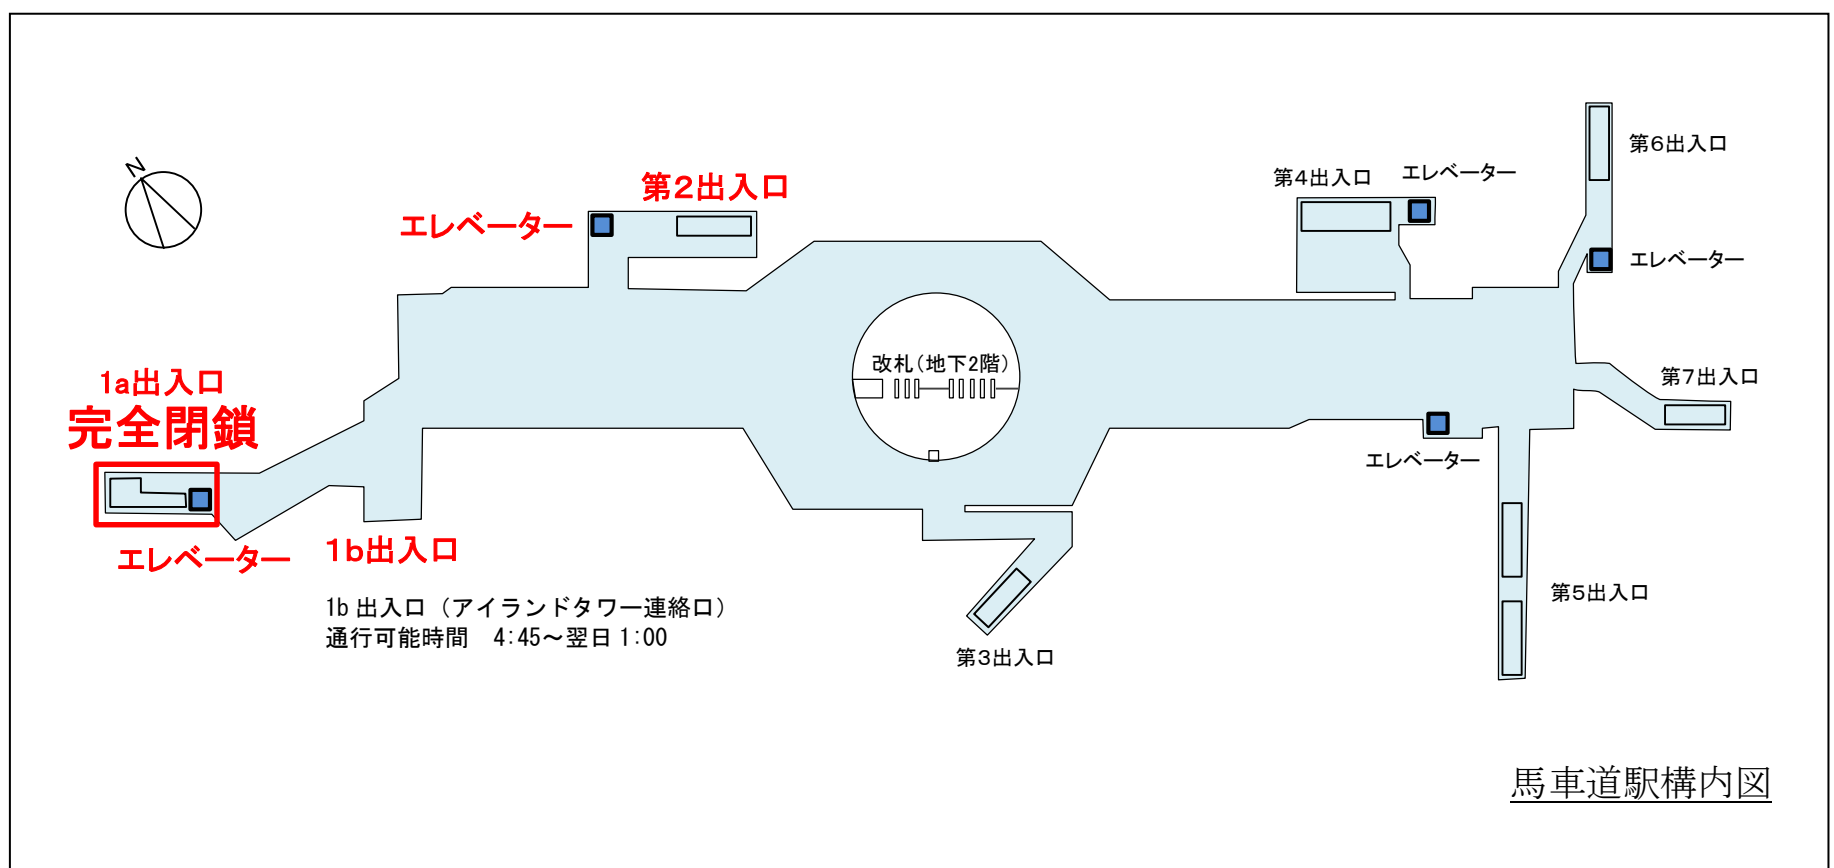 N
第2出入口
エレベーター
第4出入口
エレベーター
第6出入口
エレベーター
改札(地下2階)
1a出入口
完全閉鎖
エレベーター
1b出入口
1b 出入口(アイランドタワー連絡口)
通行可能時間 4:45~翌日 1:00
第3出入口
エレベーター
第7出入口
第5出入口
馬車道駅構内図